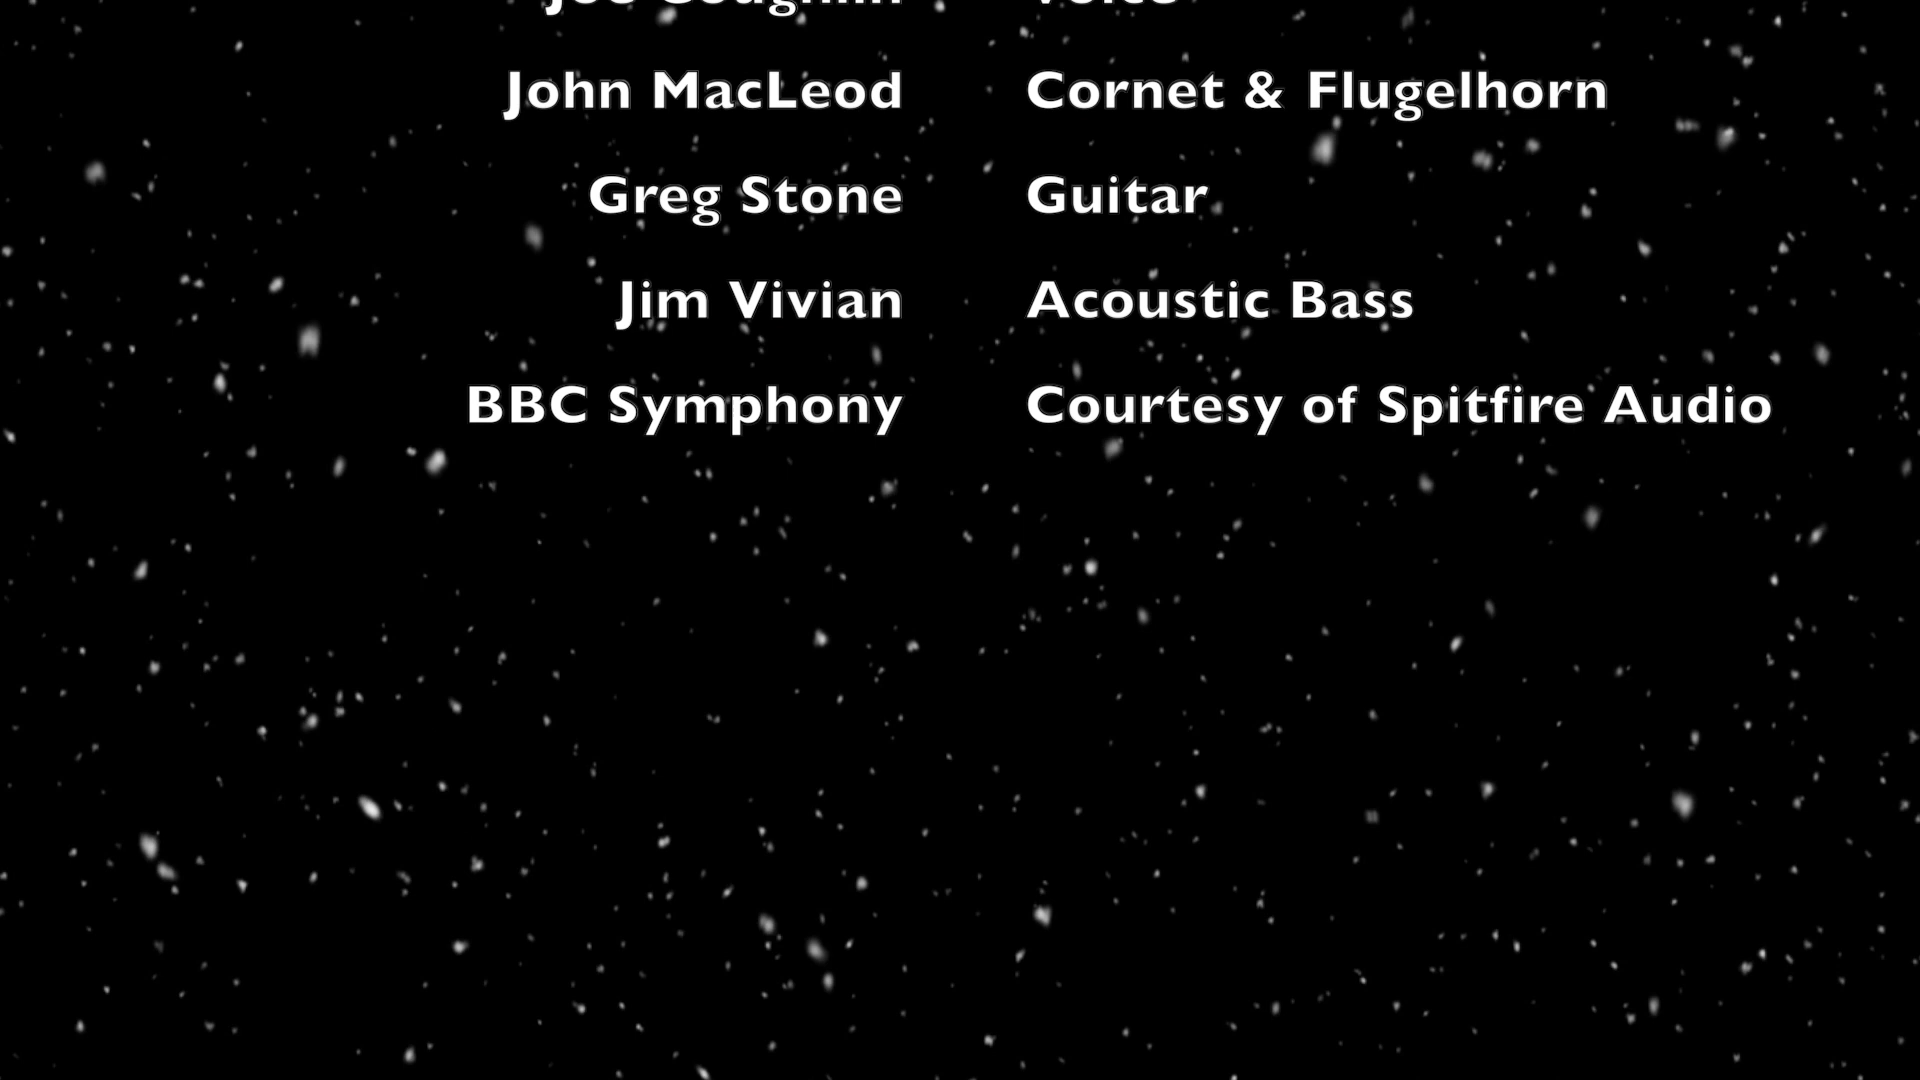 John MacLeod Cornet & Flugelhorn
Greg Stone Guitar
Jim Vivian Acoustic Bass
BBC Symphony Courtesy of Spitfire Audio